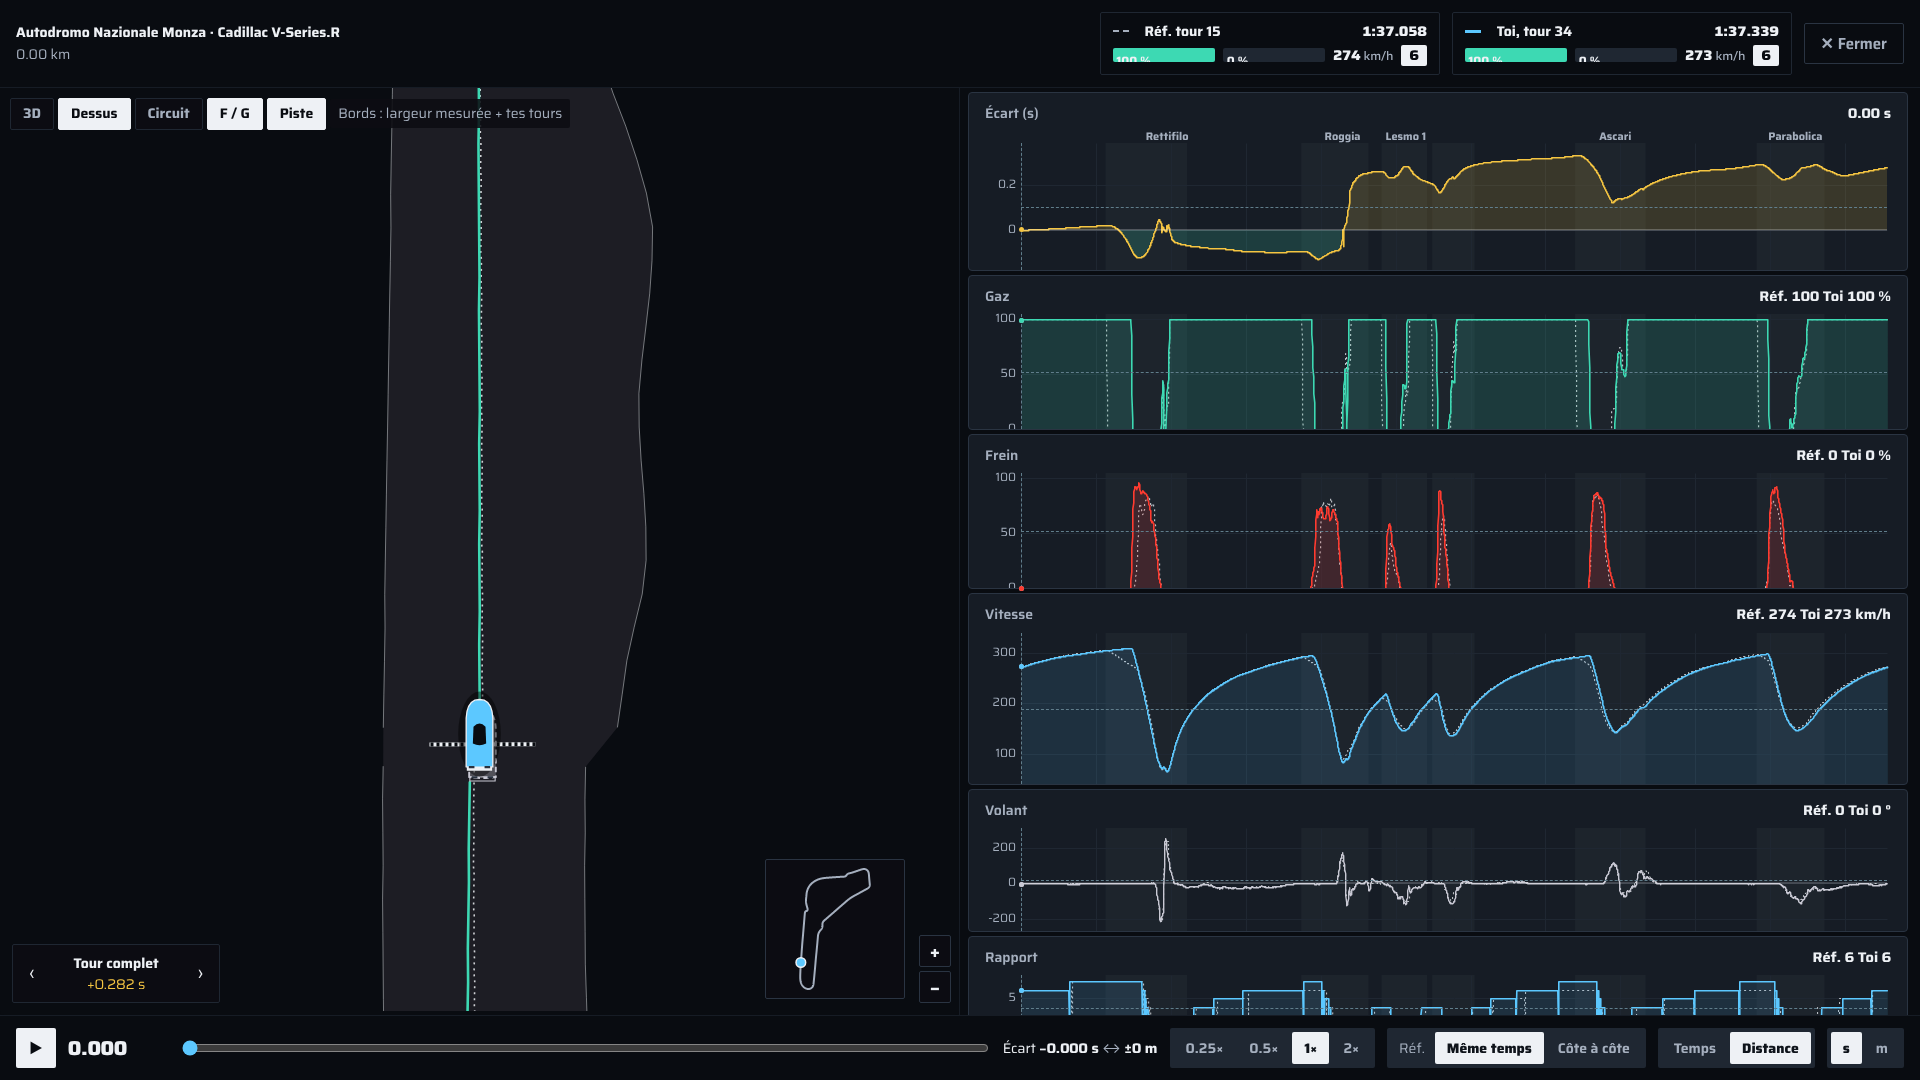 Autodromo Nazionale Monza · Cadillac V-Series.R
0.00 km
Réf. tour 15 1:37.058
100 % 0 % 274 km/h 6
Toi, tour 34 1:37.339
100 % 0 % 273 km/h 6
✕ Fermer
3D Dessus Circuit F / G Piste Bords : largeur mesurée + tes tours
Écart (s) 0.00 s
Rettifilo Roggia Lesmo 1 Ascari Parabolica
0.2
0
Gaz Réf. 100 Toi 100 %
100
50
0
Frein Réf. 0 Toi 0 %
100
50
0
Vitesse Réf. 274 Toi 273 km/h
300
200
100
Volant Réf. 0 Toi 0 °
200
0
-200
Rapport Réf. 6 Toi 6
5
‹ Tour complet ›
+0.282 s
+
−
▶ 0.000
Écart −0.000 s ↔ ±0 m
0.25× 0.5× 1× 2×
Réf. Même temps Côte à côte
Temps Distance
s m